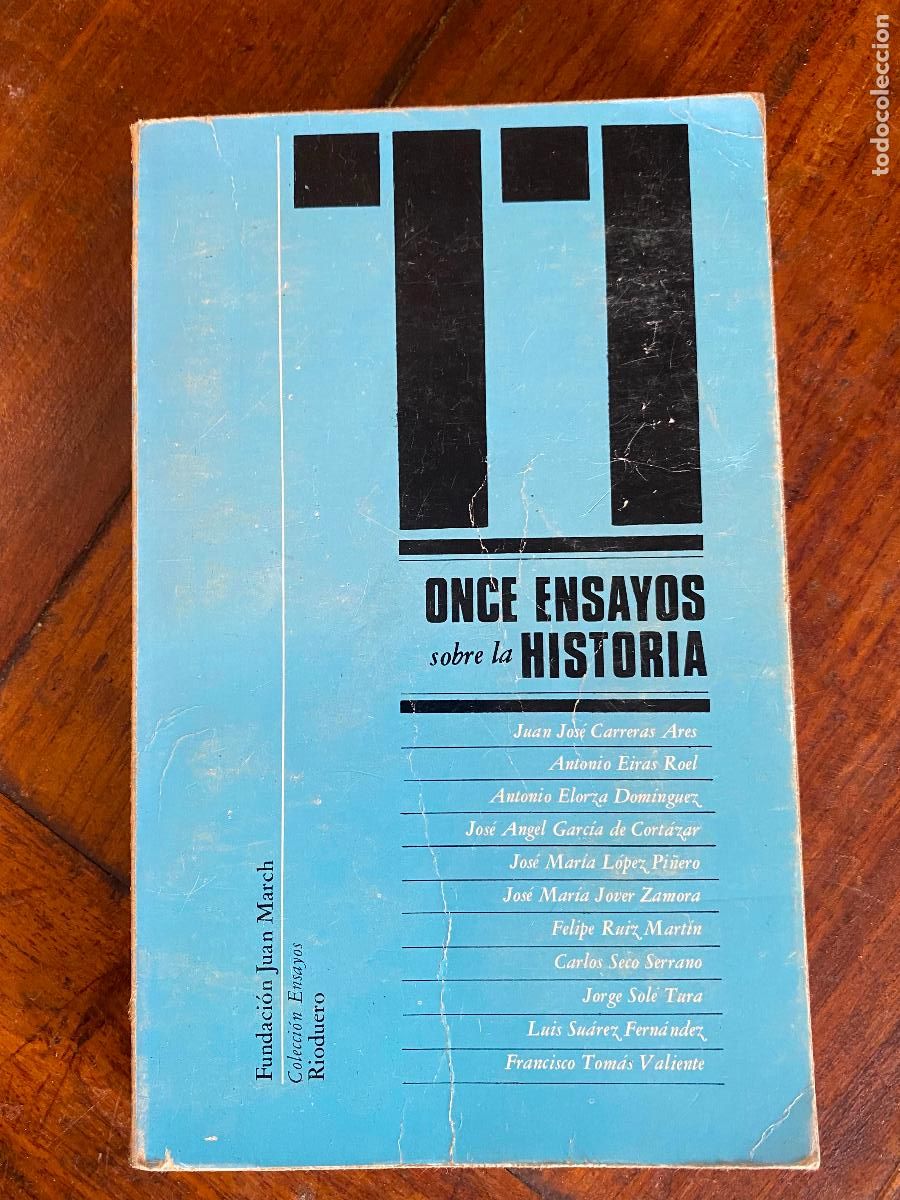 11
ONCE ENSAYOS
sobre la HISTORIA
Juan José Carreras Ares
Antonio Eiras Roel
Antonio Elorza Domínguez
José Angel García de Cortázar
José María López Piñero
José María Jover Zamora
Felipe Ruiz Martín
Carlos Seco Serrano
Jorge Solé Tura
Luis Suárez Fernández
Francisco Tomás Valiente
Fundación Juan March
Colección Ensayos
Rioduero
todocoleccion